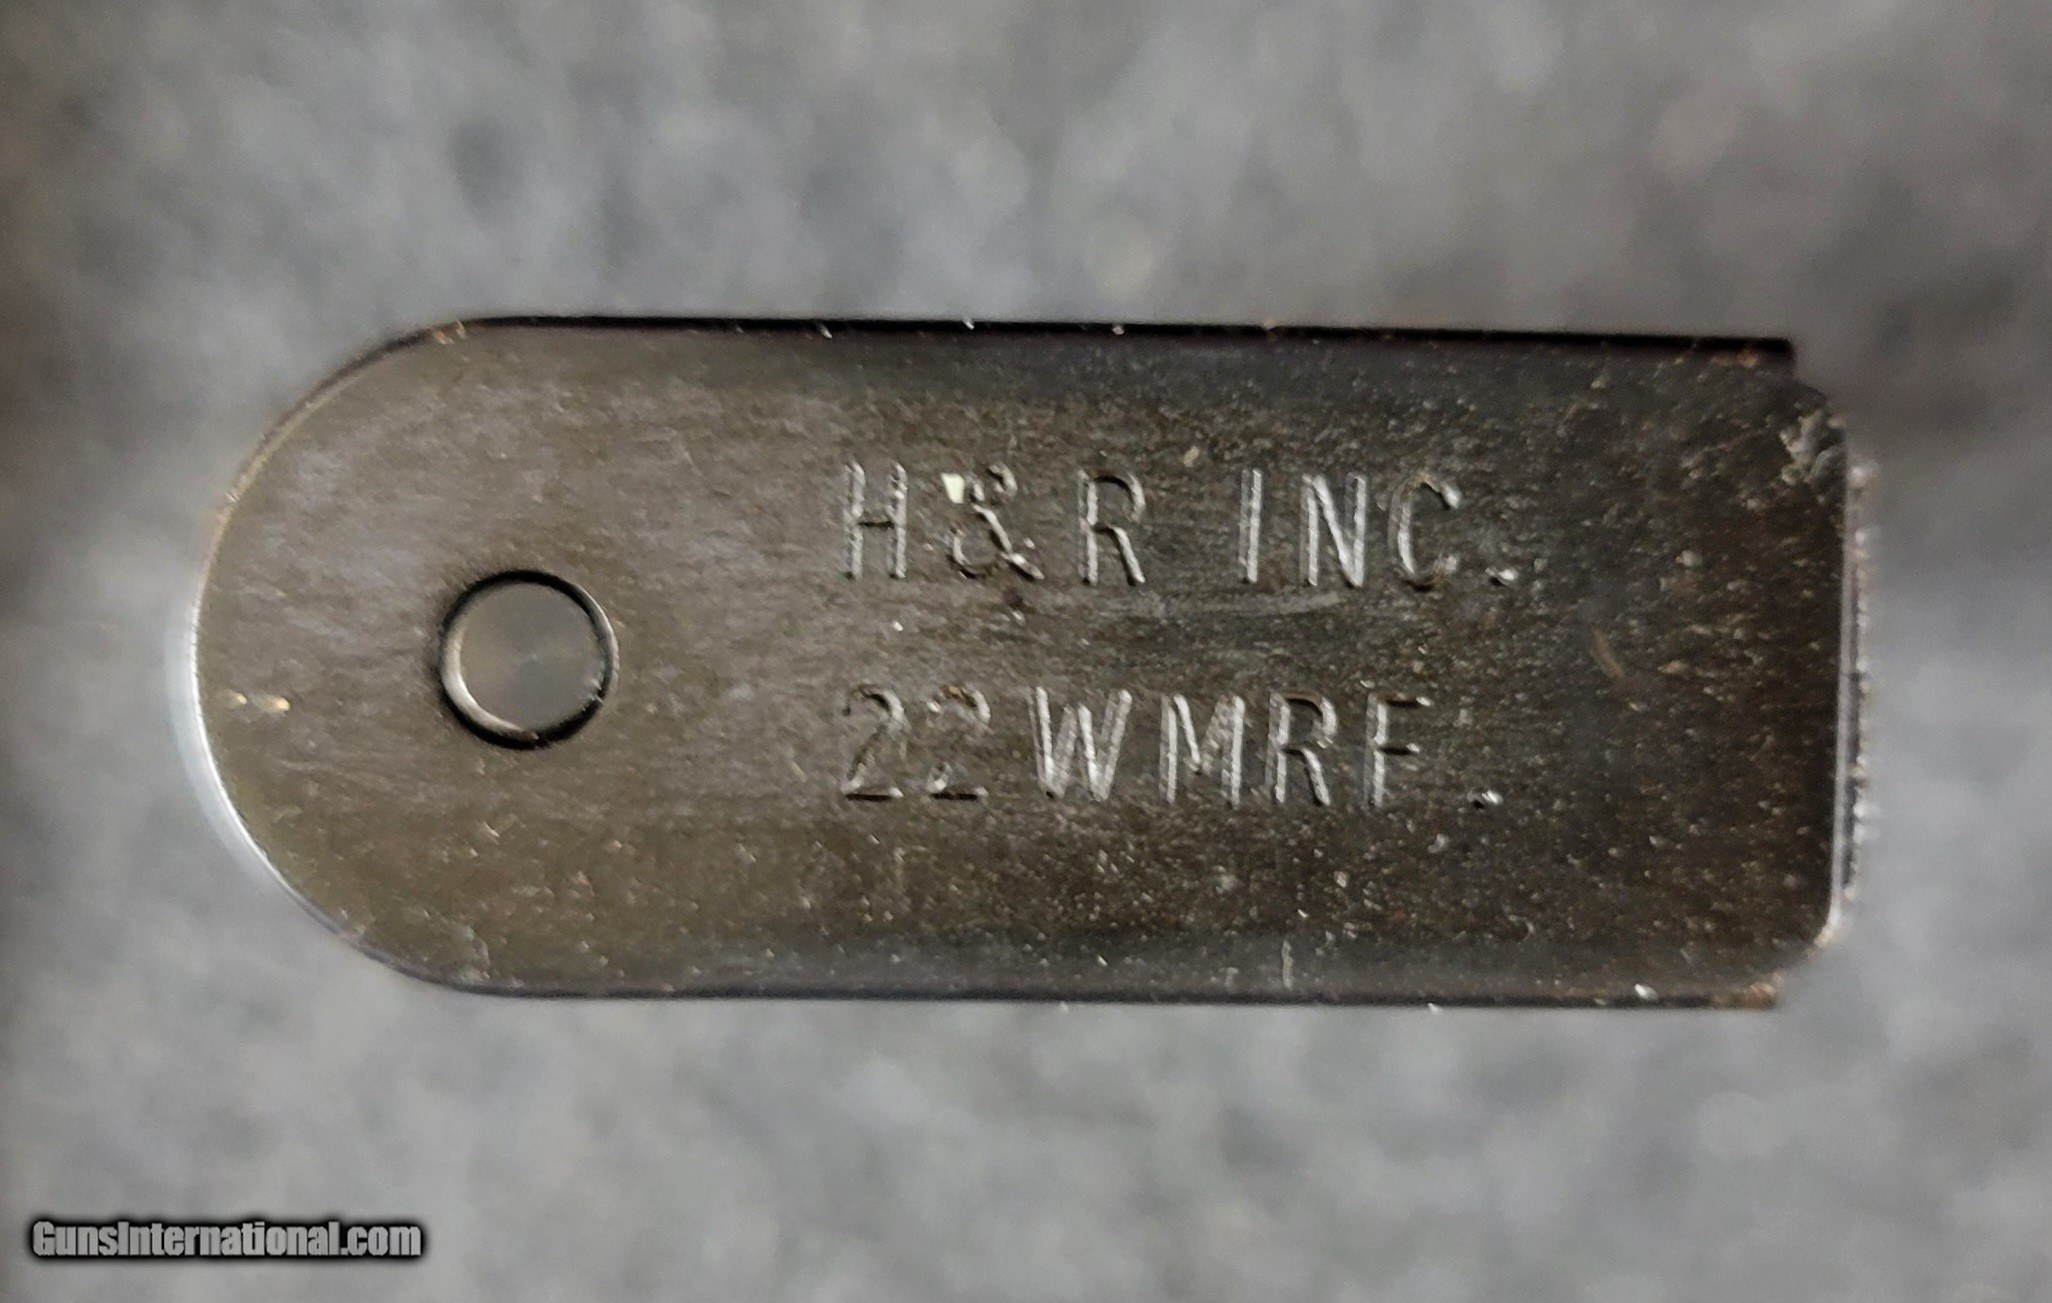 H & R INC.
22 WMRF.
GunsInternational.com